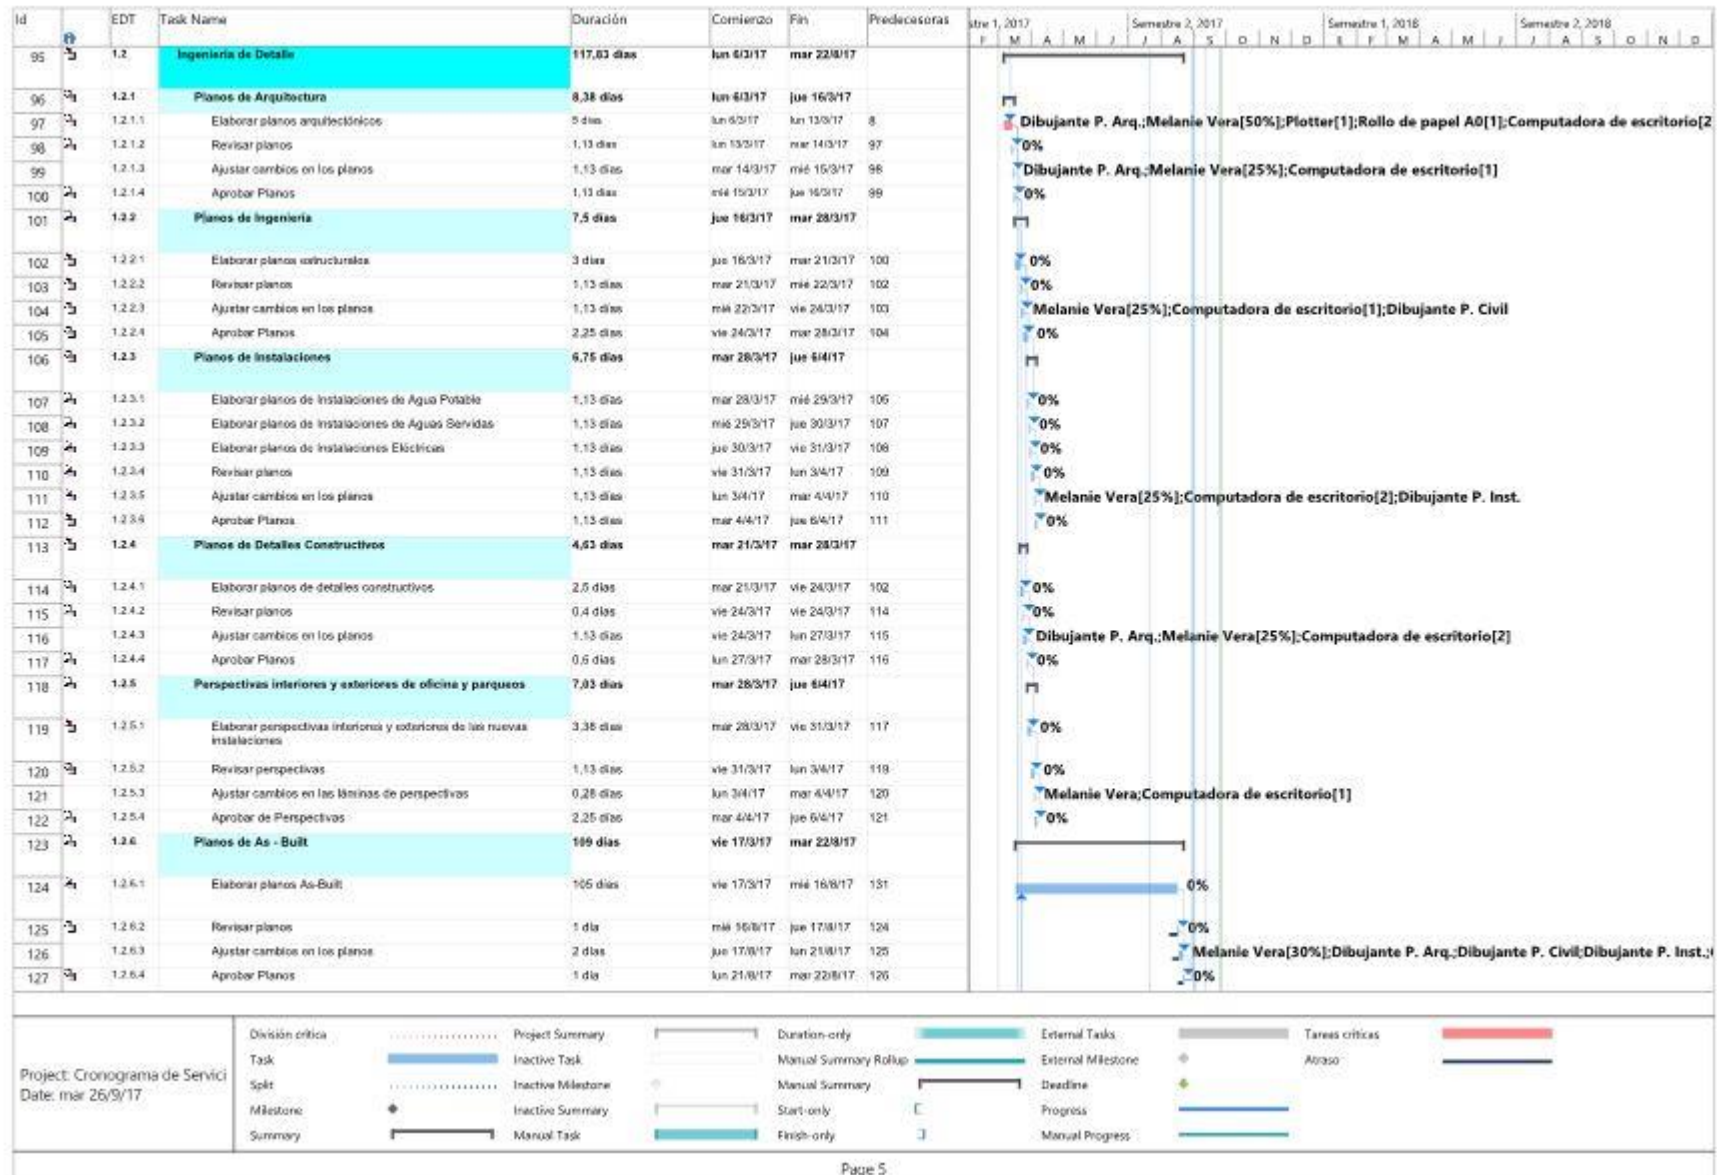 Id EDT Task Name Duración Comienzo Fin Predecesoras
stre 1, 2017 Semestre 2, 2017 Semestre 1, 2018 Semestre 2, 2018
F M A M J J A S O N D E F M A M J J A S O N D
95 1.2 Ingeniería de Detalle 117,83 días lun 6/3/17 mar 22/8/17
96 1.2.1 Planos de Arquitectura 8,38 días lun 6/3/17 jue 16/3/17
97 1.2.1.1 Elaborar planos arquitectónicos 5 días lun 6/3/17 lun 13/3/17 8 Dibujante P. Arq.;Melanie Vera[50%];Plotter[1];Rollo de papel A0[1];Computadora de escritorio[2
98 1.2.1.2 Revisar planos 1,13 días lun 13/3/17 mar 14/3/17 97 0%
99 1.2.1.3 Ajustar cambios en los planos 1,13 días mar 14/3/17 mié 15/3/17 98 Dibujante P. Arq.;Melanie Vera[25%];Computadora de escritorio[1]
100 1.2.1.4 Aprobar Planos 1,13 días mié 15/3/17 jue 16/3/17 99 0%
101 1.2.2 Planos de Ingeniería 7,5 días jue 16/3/17 mar 28/3/17
102 1.2.2.1 Elaborar planos estructurales 3 días jue 16/3/17 mar 21/3/17 100 0%
103 1.2.2.2 Revisar planos 1,13 días mar 21/3/17 mié 22/3/17 102 0%
104 1.2.2.3 Ajustar cambios en los planos 1,13 días mié 22/3/17 vie 24/3/17 103 Melanie Vera[25%];Computadora de escritorio[1];Dibujante P. Civil
105 1.2.2.4 Aprobar Planos 2,25 días vie 24/3/17 mar 28/3/17 104 0%
106 1.2.3 Planos de Instalaciones 6,75 días mar 28/3/17 jue 6/4/17
107 1.2.3.1 Elaborar planos de Instalaciones de Agua Potable 1,13 días mar 28/3/17 mié 29/3/17 105 0%
108 1.2.3.2 Elaborar planos de Instalaciones de Aguas Servidas 1,13 días mié 29/3/17 jue 30/3/17 107 0%
109 1.2.3.3 Elaborar planos de Instalaciones Eléctricas 1,13 días jue 30/3/17 vie 31/3/17 108 0%
110 1.2.3.4 Revisar planos 1,13 días vie 31/3/17 lun 3/4/17 109 0%
111 1.2.3.5 Ajustar cambios en los planos 1,13 días lun 3/4/17 mar 4/4/17 110 Melanie Vera[25%];Computadora de escritorio[2];Dibujante P. Inst.
112 1.2.3.6 Aprobar Planos 1,13 días mar 4/4/17 jue 6/4/17 111 0%
113 1.2.4 Planos de Detalles Constructivos 4,63 días mar 21/3/17 mar 28/3/17
114 1.2.4.1 Elaborar planos de detalles constructivos 2,5 días mar 21/3/17 vie 24/3/17 102 0%
115 1.2.4.2 Revisar planos 0,4 días vie 24/3/17 vie 24/3/17 114 0%
116 1.2.4.3 Ajustar cambios en los planos 1,13 días vie 24/3/17 lun 27/3/17 115 Dibujante P. Arq.;Melanie Vera[25%];Computadora de escritorio[2]
117 1.2.4.4 Aprobar Planos 0,6 días lun 27/3/17 mar 28/3/17 116 0%
118 1.2.5 Perspectivas interiores y exteriores de oficina y parqueos 7,03 días mar 28/3/17 jue 6/4/17
119 1.2.5.1 Elaborar perspectivas interiores y exteriores de las nuevas 3,38 días mar 28/3/17 vie 31/3/17 117 0%
instalaciones
120 1.2.5.2 Revisar perspectivas 1,13 días vie 31/3/17 lun 3/4/17 119 0%
121 1.2.5.3 Ajustar cambios en las láminas de perspectivas 0,28 días lun 3/4/17 mar 4/4/17 120 Melanie Vera;Computadora de escritorio[1]
122 1.2.5.4 Aprobar de Perspectivas 2,25 días mar 4/4/17 jue 6/4/17 121 0%
123 1.2.6 Planos de As - Built 109 días vie 17/3/17 mar 22/8/17
124 1.2.6.1 Elaborar planos As-Built 105 días vie 17/3/17 mié 16/8/17 131 0%
125 1.2.6.2 Revisar planos 1 día mié 16/8/17 jue 17/8/17 124 0%
126 1.2.6.3 Ajustar cambios en los planos 2 días jue 17/8/17 lun 21/8/17 125 Melanie Vera[30%];Dibujante P. Arq.;Dibujante P. Civil;Dibujante P. Inst.;
127 1.2.6.4 Aprobar Planos 1 día lun 21/8/17 mar 22/8/17 126 0%
Project: Cronograma de Servici
Date: mar 26/9/17
División crítica Project Summary Duration-only External Tasks Tareas críticas
Task Inactive Task Manual Summary Rollup External Milestone Atraso
Split Inactive Milestone Manual Summary Deadline
Milestone Inactive Summary Start-only Progress
Summary Manual Task Finish-only Manual Progress
Page 5